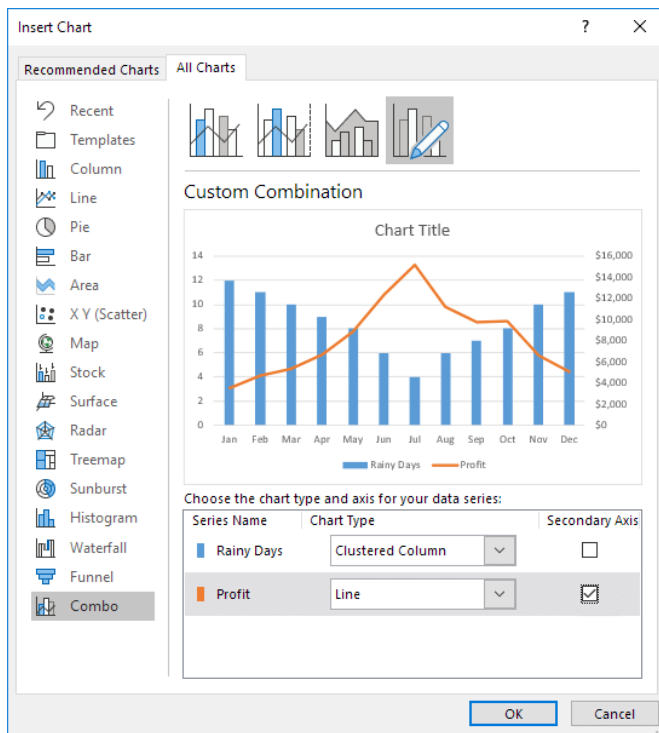 Insert Chart ? ×
Recommended Charts All Charts
Recent
Templates
Column
Line
Pie
Bar
Area
X Y (Scatter)
Map
Stock
Surface
Radar
Treemap
Sunburst
Histogram
Waterfall
Funnel
Combo
Custom Combination
Chart Title
14
12
10
8
6
4
2
0
$16,000
$14,000
$12,000
$10,000
$8,000
$6,000
$4,000
$2,000
$0
Jan Feb Mar Apr May Jun Jul Aug Sep Oct Nov Dec
Rainy Days Profit
Choose the chart type and axis for your data series:
Series Name Chart Type Secondary Axis
Rainy Days Clustered Column
Profit Line
OK Cancel